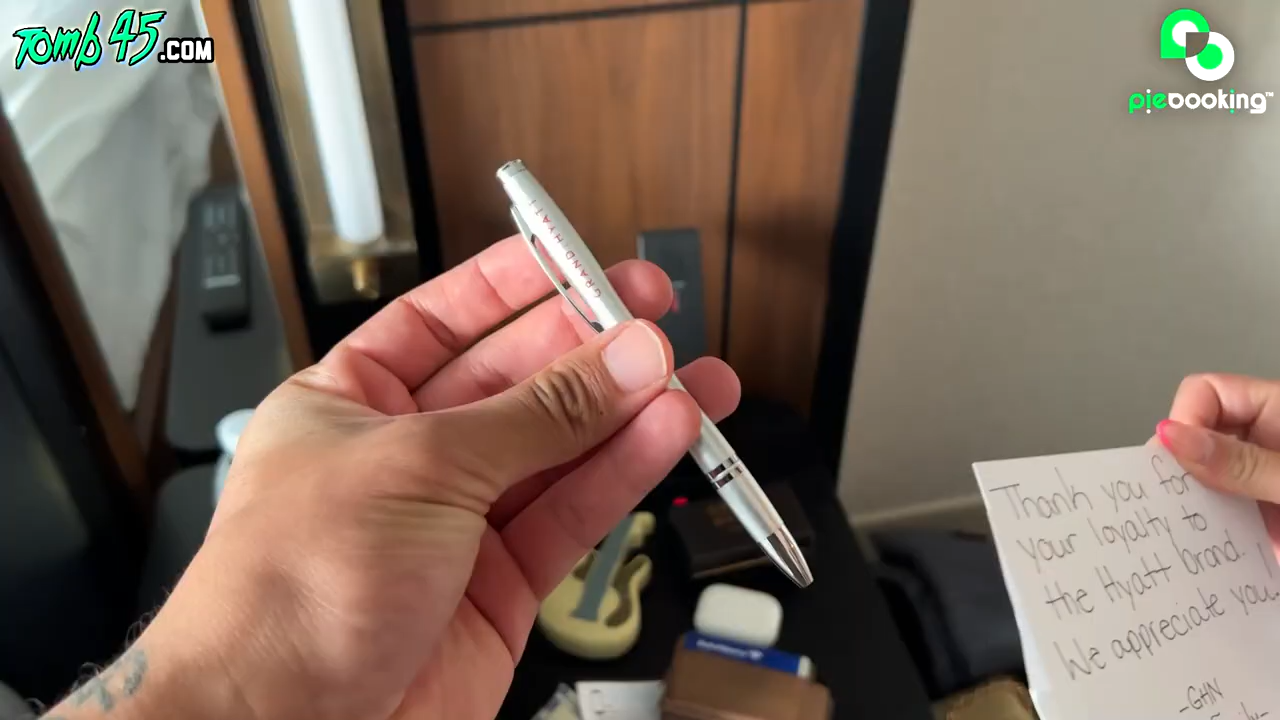 Tomb 45.COM
piebooking™
GRAND HYATT
Thank you for
your loyalty to
the Hyatt brand.
We appreciate you!
-GHN